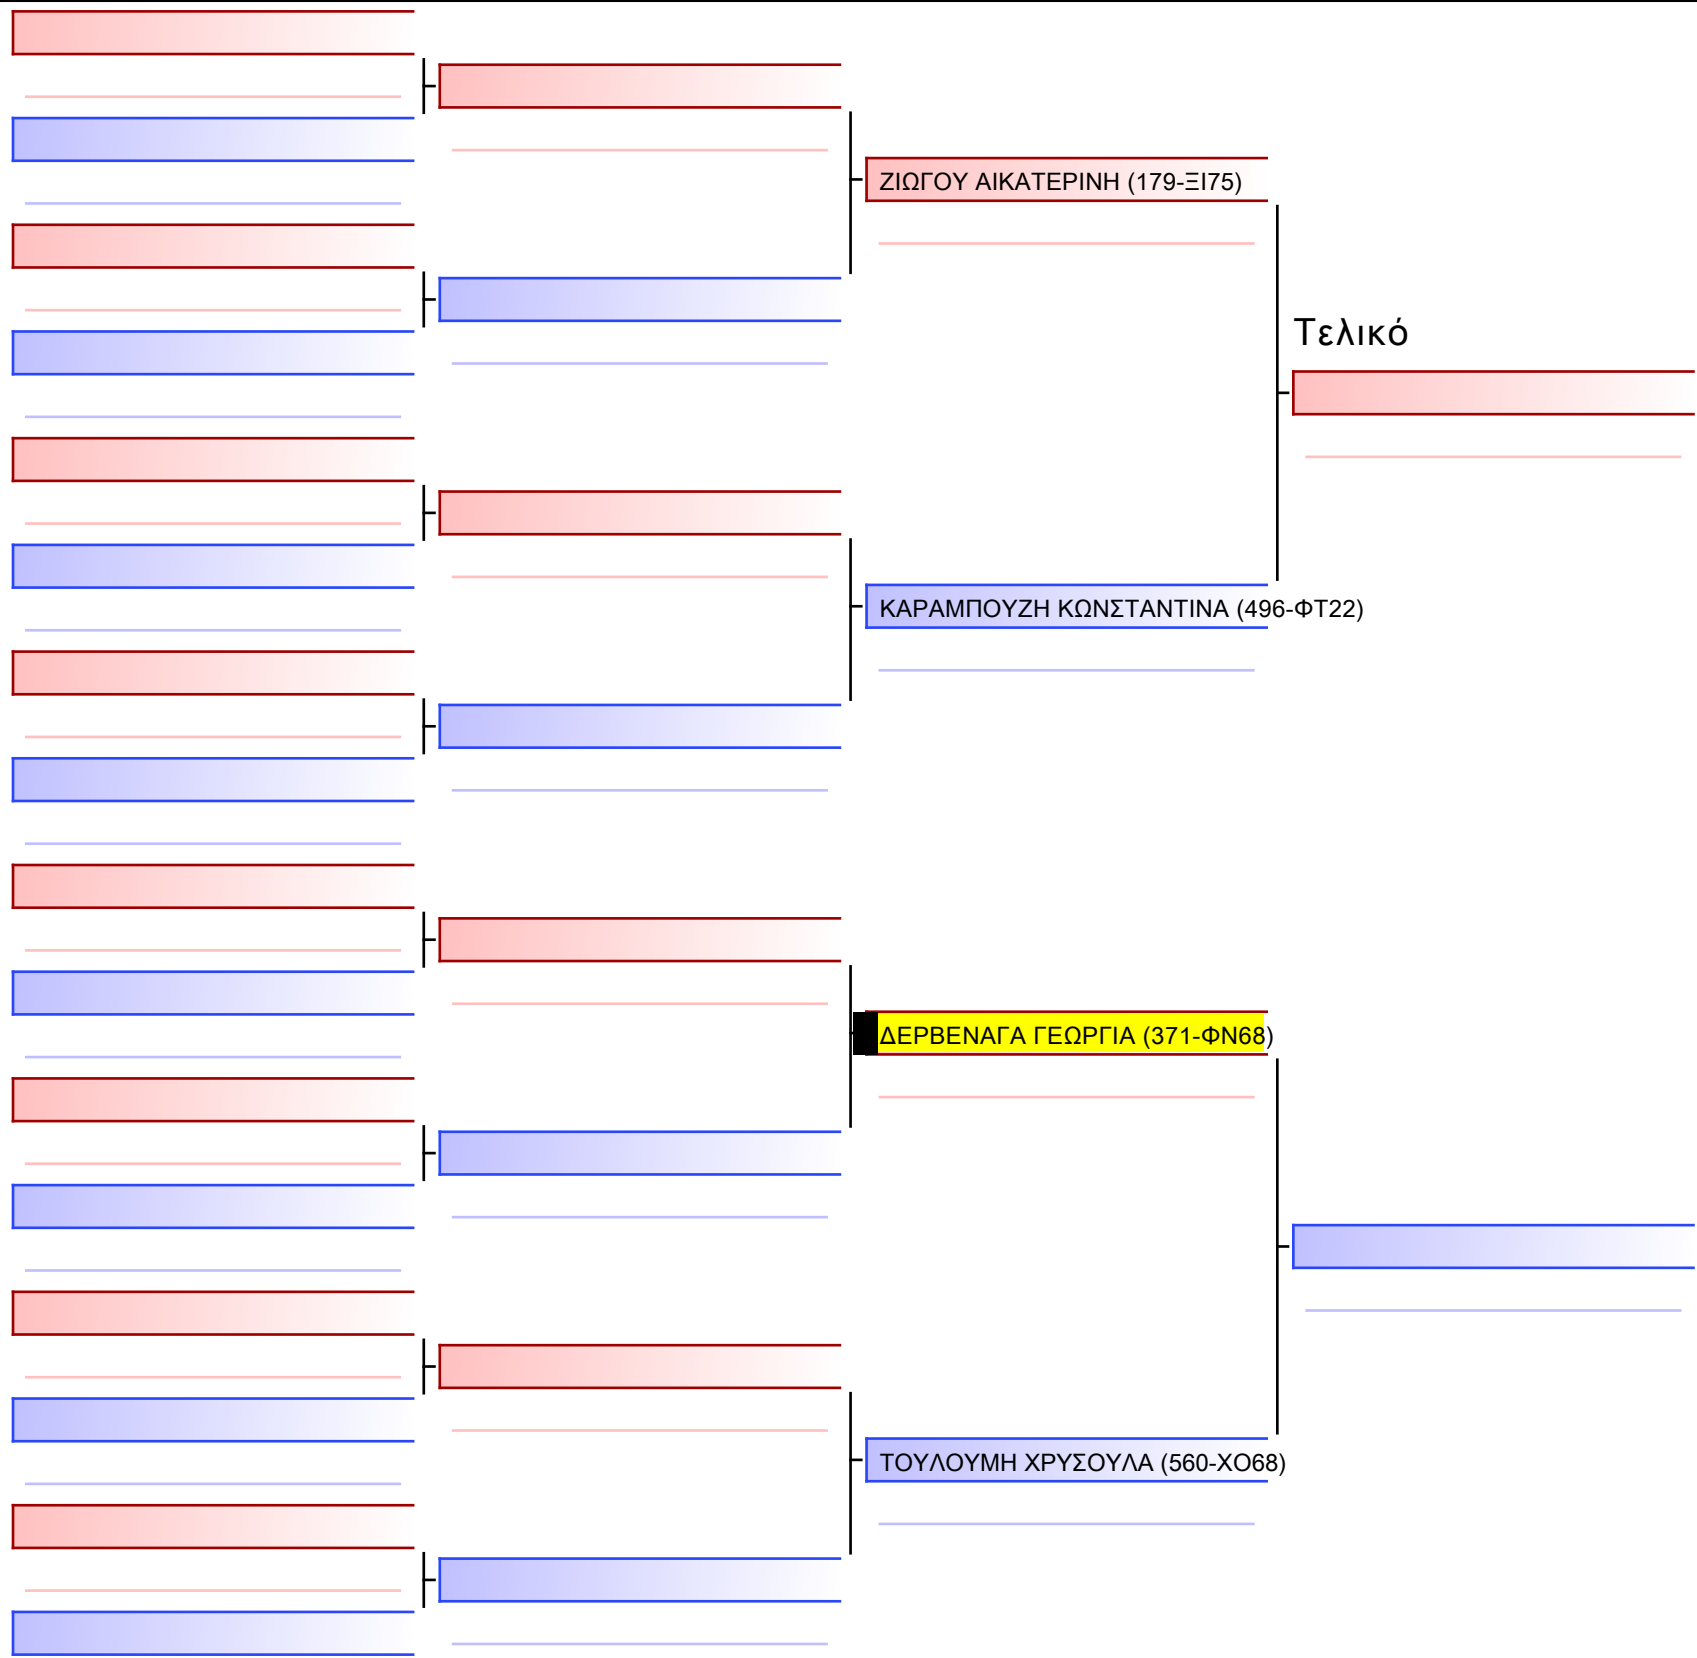 ΖΙΩΓΟΥ ΑΙΚΑΤΕΡΙΝΗ (179-ΞΙ75)
Τελικό
ΚΑΡΑΜΠΟΥΖΗ ΚΩΝΣΤΑΝΤΙΝΑ (496-ΦΤ22)
ΔΕΡΒΕΝΑΓΑ ΓΕΩΡΓΙΑ (371-ΦΝ68)
ΤΟΥΛΟΥΜΗ ΧΡΥΣΟΥΛΑ (560-ΧΟ68)